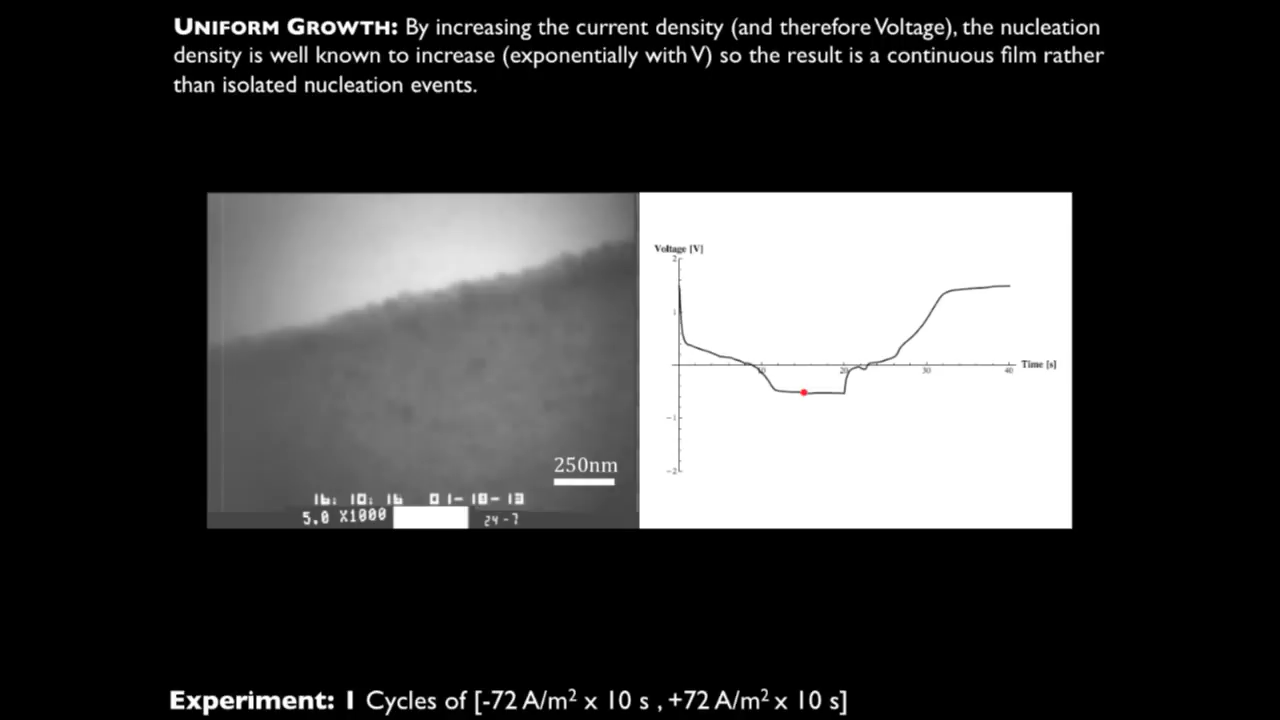 UNIFORM GROWTH: By increasing the current density (and therefore Voltage), the nucleation
density is well known to increase (exponentially with V) so the result is a continuous film rather
than isolated nucleation events.
Voltage [V]
2
1
10
20
30
40
Time [s]
-1
-2
250nm
16: 10: 16 01-18-13
5.0 X1000
24-7
Experiment: 1 Cycles of [-72 A/m² x 10 s , +72 A/m² x 10 s]